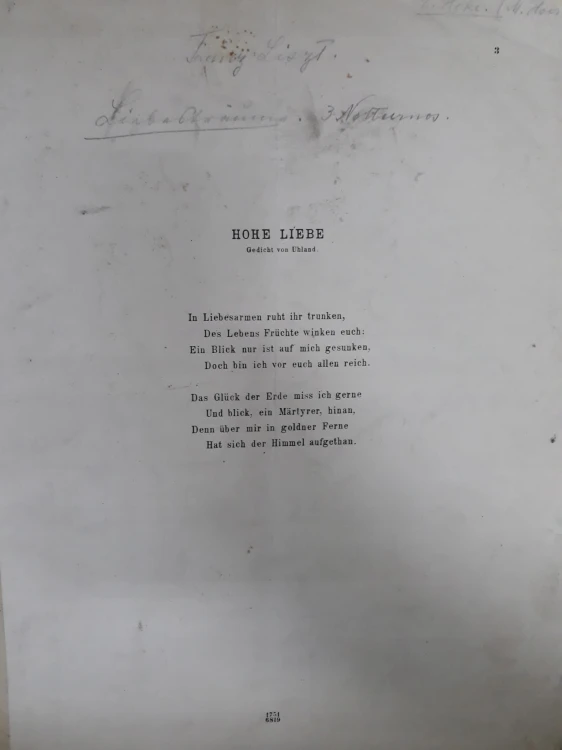 3
Franz Liszt.
Liebesträume. 3 Notturnos.
HOHE LIEBE
Gedicht von Uhland.
In Liebesarmen ruht ihr trunken,
Des Lebens Früchte winken euch:
Ein Blick nur ist auf mich gesunken,
Doch bin ich vor euch allen reich.
Das Glück der Erde miss ich gerne
Und blick, ein Märtyrer, hinan,
Denn über mir in goldner Ferne
Hat sich der Himmel aufgethan.